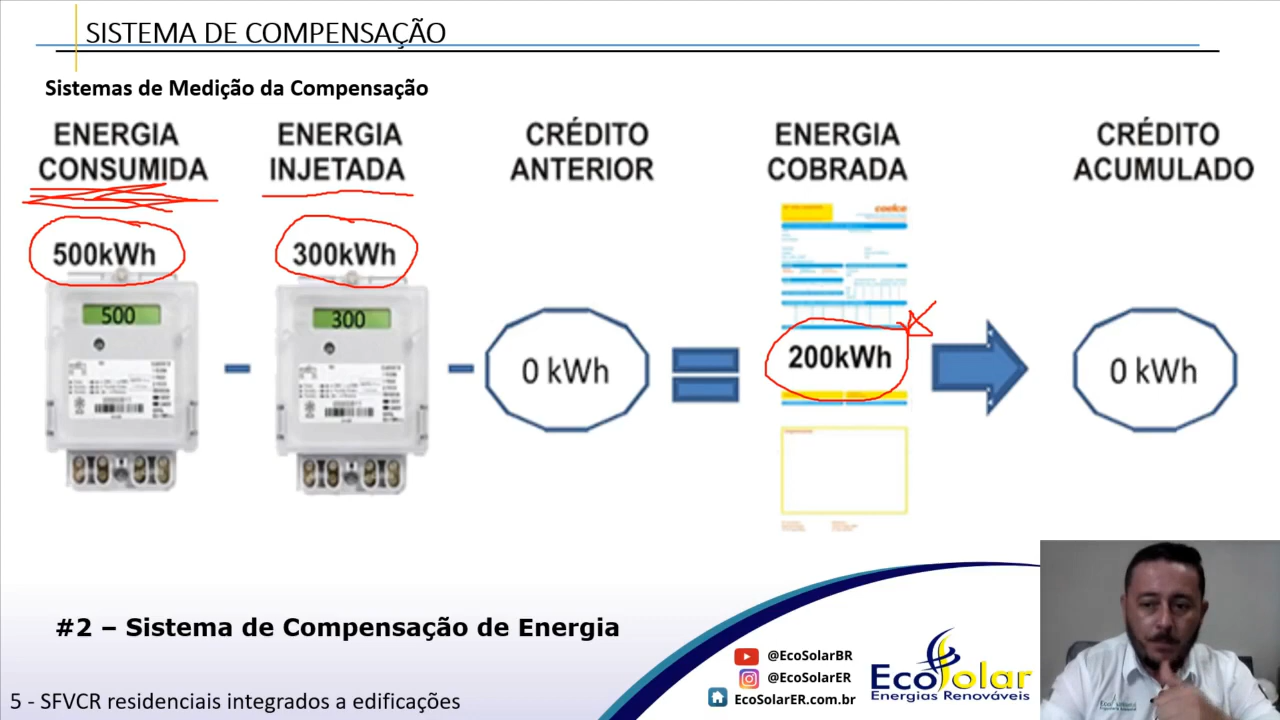 SISTEMA DE COMPENSAÇÃO
Sistemas de Medição da Compensação
ENERGIA
CONSUMIDA
ENERGIA
INJETADA
CRÉDITO
ANTERIOR
ENERGIA
COBRADA
CRÉDITO
ACUMULADO
500kWh
300kWh
coelce
500
300
0 kWh
200kWh
0 kWh
#2 – Sistema de Compensação de Energia
@EcoSolarBR
@EcoSolarER
EcoSolarER.com.br
EcoSolar
Energias Renováveis
5 - SFVCR residenciais integrados a edificações